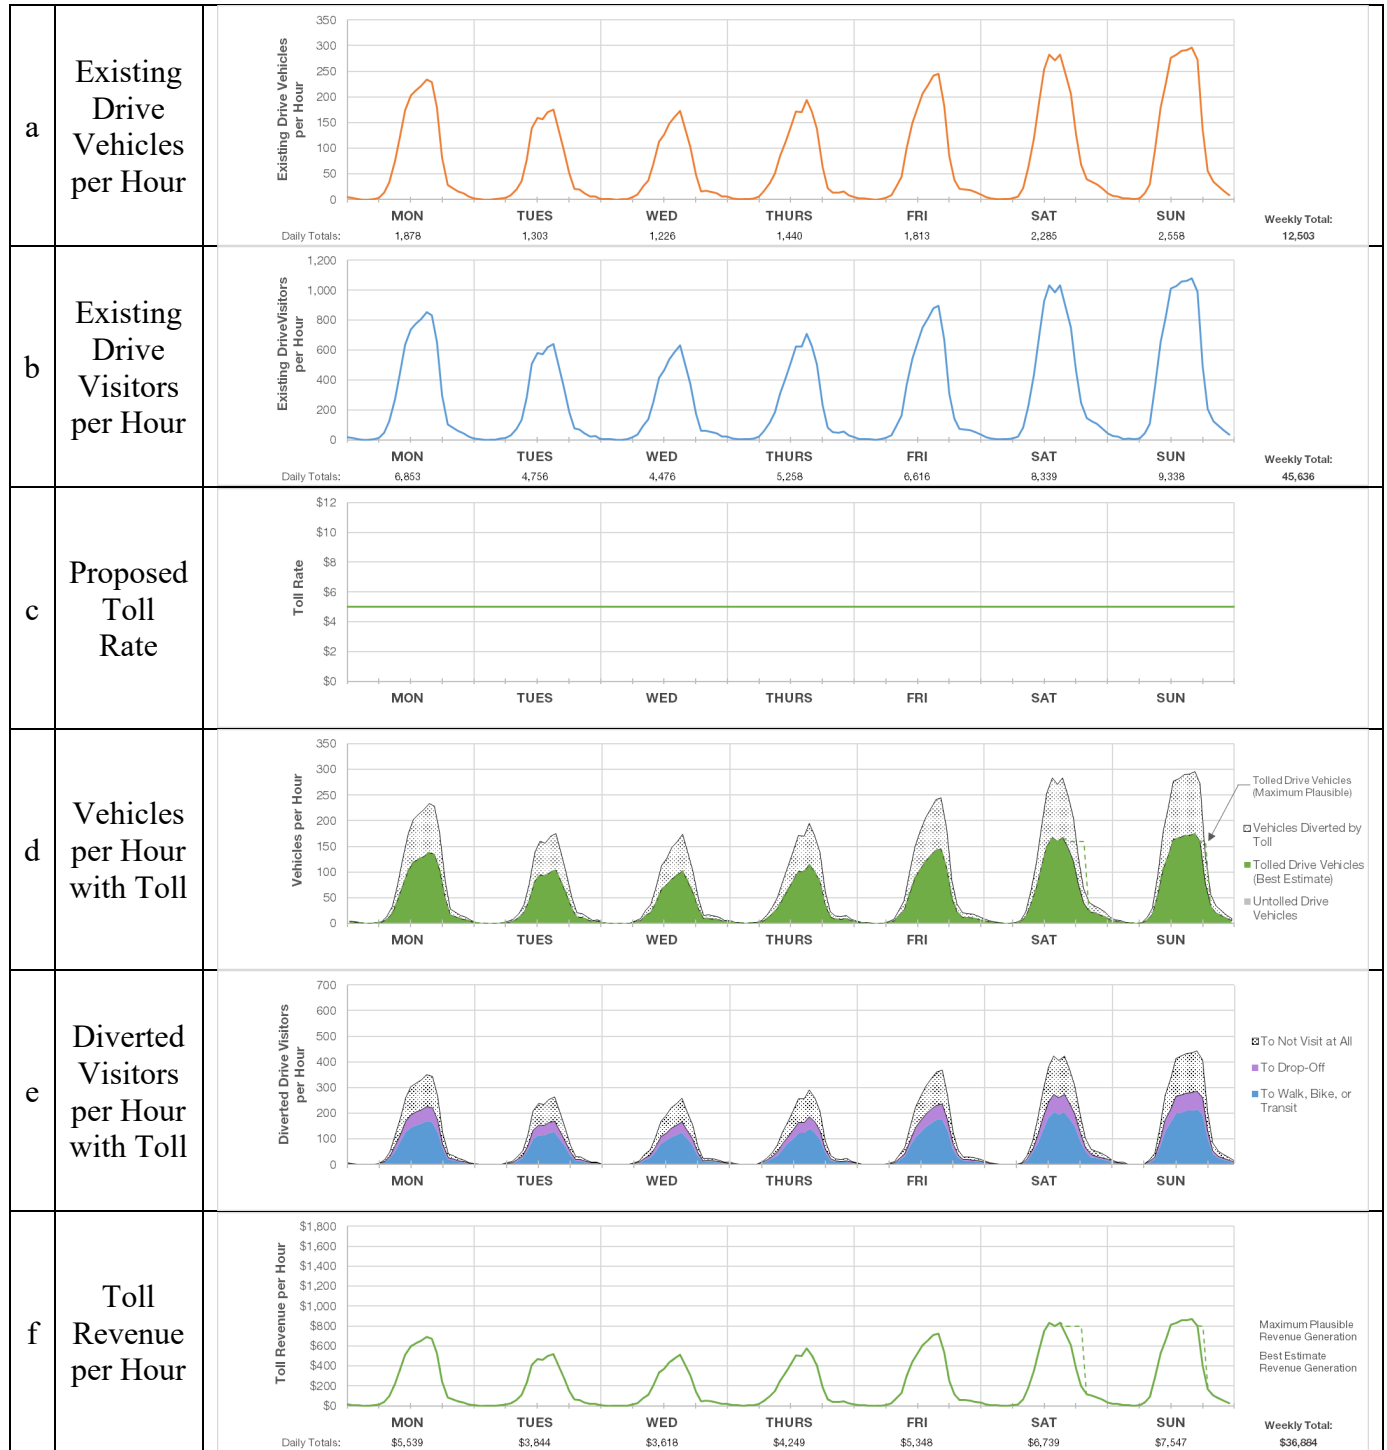 a
Existing
Drive
Vehicles
per Hour
Existing Drive Vehicles
per Hour
350
300
250
200
150
100
50
0
MON TUES WED THURS FRI SAT SUN
Weekly Total:
Daily Totals: 1,878 1,303 1,226 1,440 1,813 2,285 2,558 12,503
b
Existing
Drive
Visitors
per Hour
Existing DriveVisitors
per Hour
1,200
1,000
800
600
400
200
0
MON TUES WED THURS FRI SAT SUN
Weekly Total:
Daily Totals: 6,853 4,756 4,476 5,258 6,616 8,339 9,338 45,636
c
Proposed
Toll
Rate
Toll Rate
$12
$10
$8
$6
$4
$2
$0
MON TUES WED THURS FRI SAT SUN
d
Vehicles
per Hour
with Toll
Vehicles per Hour
350
300
250
200
150
100
50
0
MON TUES WED THURS FRI SAT SUN
Tolled Drive Vehicles
(Maximum Plausible)
Vehicles Diverted by
Toll
Tolled Drive Vehicles
(Best Estimate)
Untolled Drive
Vehicles
e
Diverted
Visitors
per Hour
with Toll
Diverted Drive Visitors
per Hour
700
600
500
400
300
200
100
0
MON TUES WED THURS FRI SAT SUN
To Not Visit at All
To Drop-Off
To Walk, Bike, or
Transit
f
Toll
Revenue
per Hour
Toll Revenue per Hour
$1,800
$1,600
$1,400
$1,200
$1,000
$800
$600
$400
$200
$0
MON TUES WED THURS FRI SAT SUN
Maximum Plausible
Revenue Generation
Best Estimate
Revenue Generation
Weekly Total:
Daily Totals: $5,539 $3,844 $3,618 $4,249 $5,348 $6,739 $7,547 $36,884